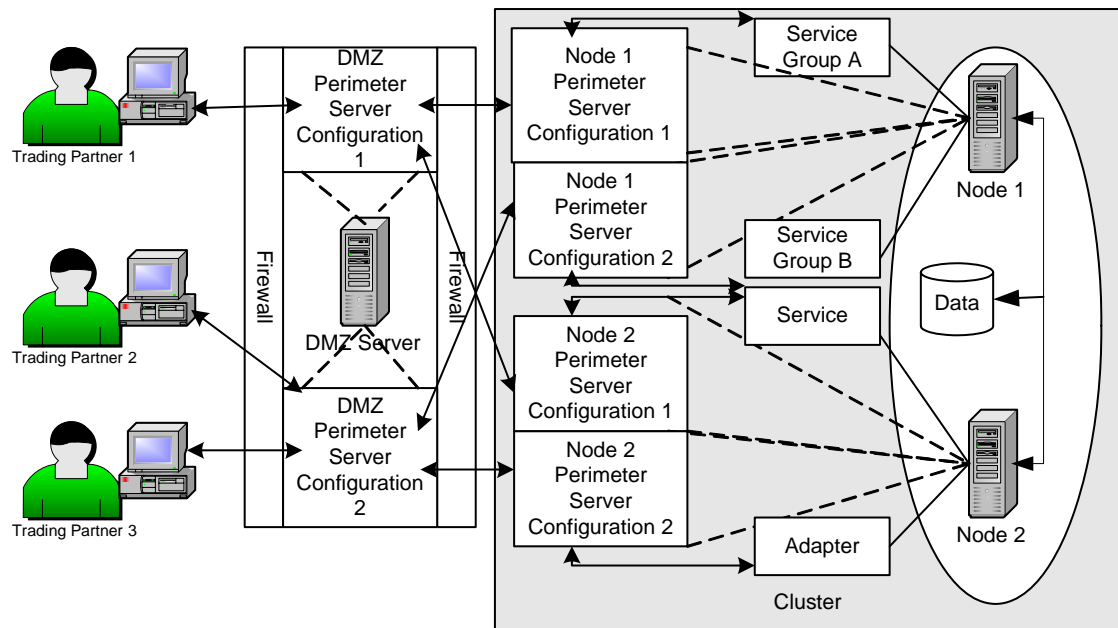 Trading Partner 1
Trading Partner 2
Trading Partner 3
Firewall
DMZ
Perimeter
Server
Configuration
1
DMZ Server
DMZ
Perimeter
Server
Configuration
2
Firewall
Node 1
Perimeter
Server
Configuration 1
Node 1
Perimeter
Server
Configuration 2
Node 2
Perimeter
Server
Configuration 1
Node 2
Perimeter
Server
Configuration 2
Service
Group A
Service
Group B
Service
Adapter
Cluster
Node 1
Data
Node 2